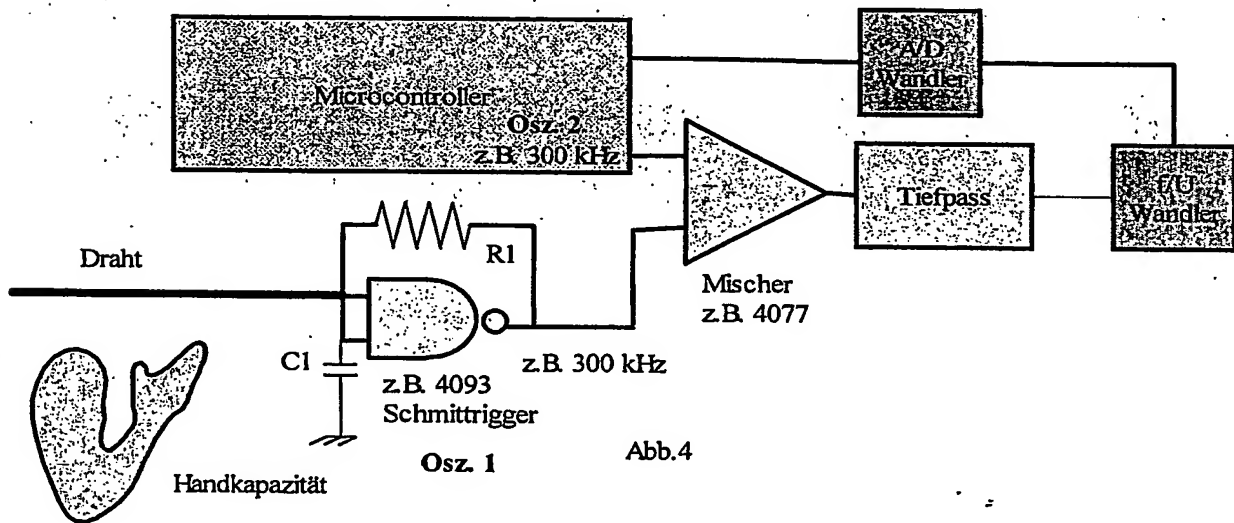 Microcontroller
Osz. 2
z.B. 300 kHz
A/D
Wandler
Tiefpass
f/U
Wandler
Draht
R1
Mischer
z.B. 4077
C1
z.B. 4093
Schmittrigger
z.B. 300 kHz
Osz. 1
Abb.4
Handkapazität